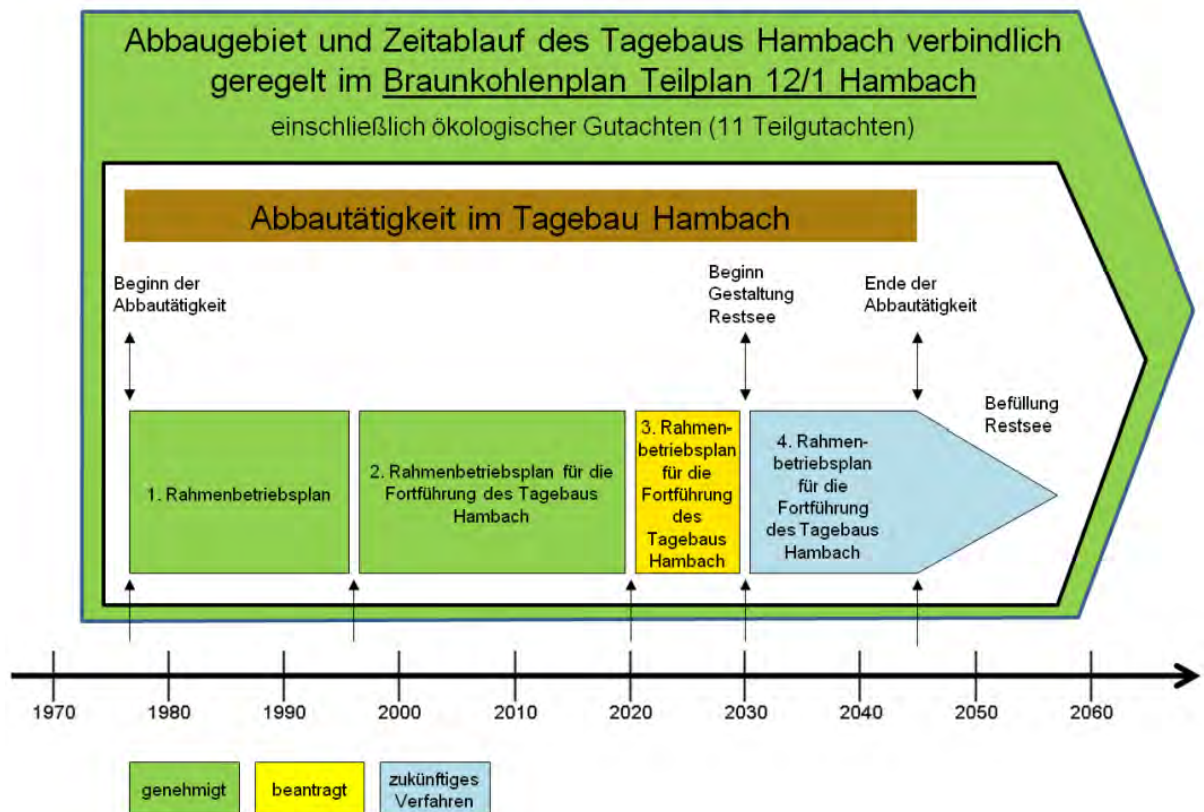 Abbaugebiet und Zeitablauf des Tagebaus Hambach verbindlich
geregelt im Braunkohlenplan Teilplan 12/1 Hambach
einschließlich ökologischer Gutachten (11 Teilgutachten)
Abbautätigkeit im Tagebau Hambach
Beginn der
Abbautätigkeit
Beginn
Gestaltung
Restsee
Ende der
Abbautätigkeit
Befüllung
Restsee
1. Rahmenbetriebsplan
2. Rahmenbetriebsplan für die
Fortführung des Tagebaus
Hambach
3. Rahmen-
betriebsplan
für die
Fortführung
des
Tagebaus
Hambach
4. Rahmen-
betriebsplan
für die
Fortführung
des Tagebaus
Hambach
1970 1980 1990 2000 2010 2020 2030 2040 2050 2060
genehmigt
beantragt
zukünftiges
Verfahren